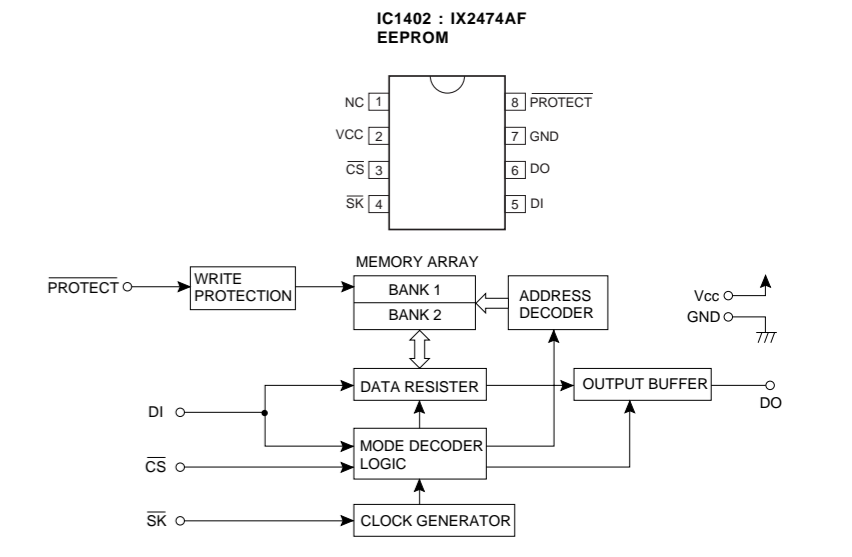 IC1402 : IX2474AF
EEPROM
NC 1
8 PROTECT
VCC 2
7 GND
CS 3
6 DO
SK 4
5 DI
MEMORY ARRAY
PROTECT
WRITE
PROTECTION
BANK 1
BANK 2
ADDRESS
DECODER
Vcc
GND
DATA RESISTER
OUTPUT BUFFER
DO
DI
MODE DECODER
LOGIC
CS
SK
CLOCK GENERATOR